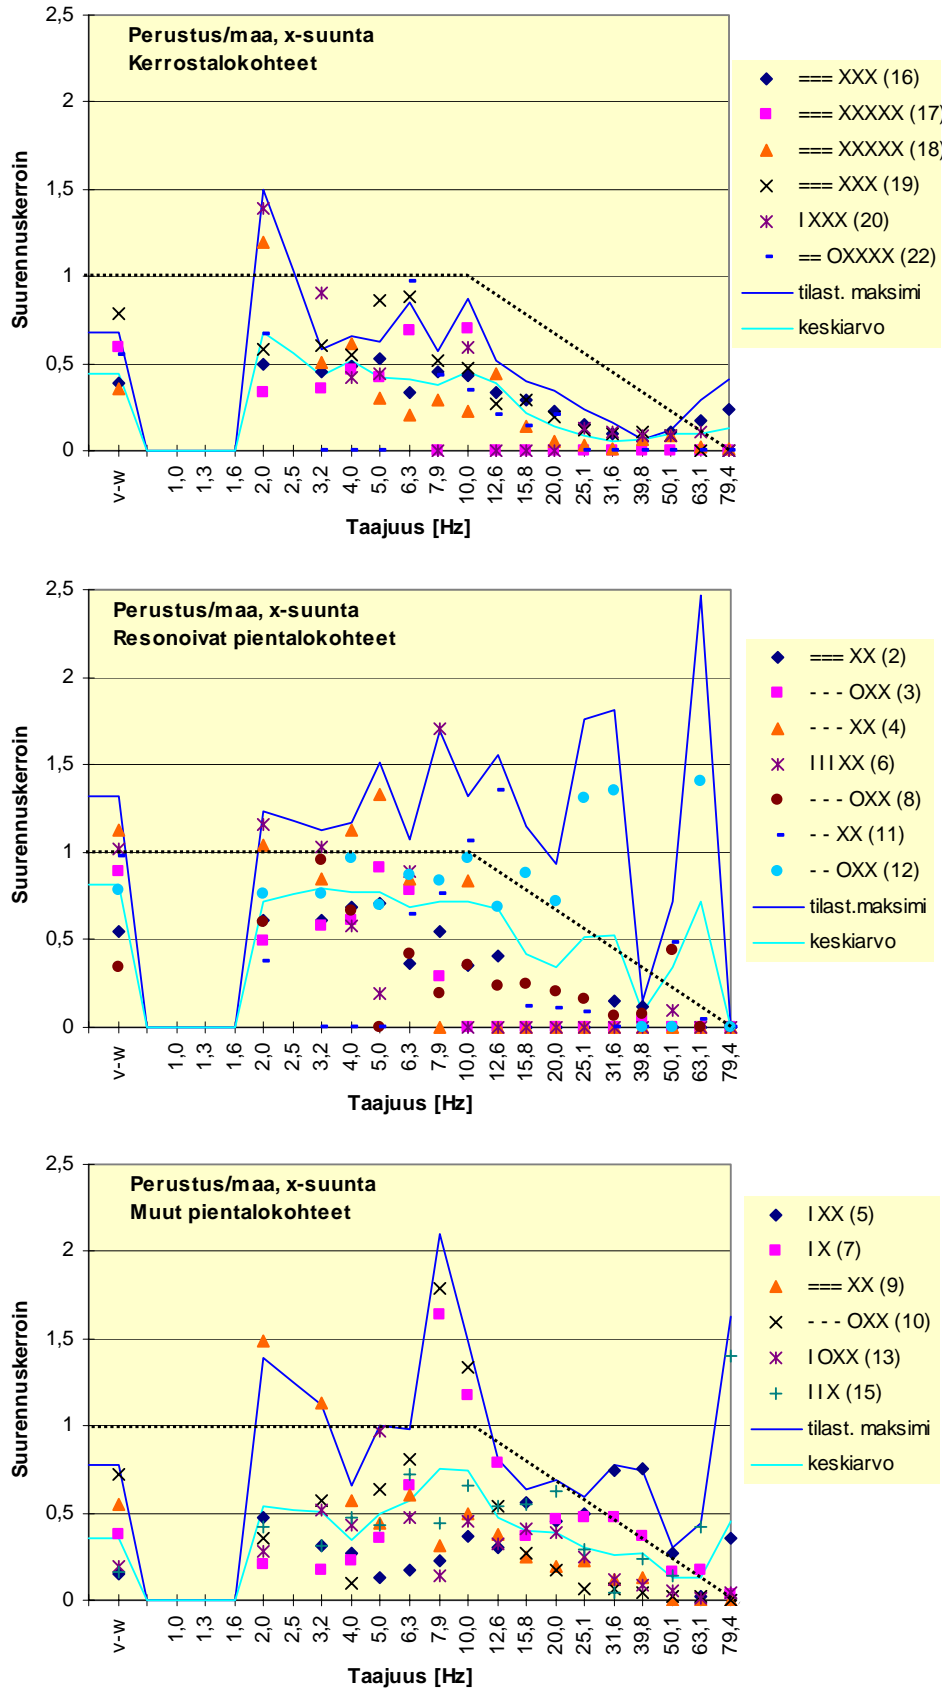 2,5
2
1,5
1
0,5
0
Suurennuskerroin
Perustus/maa, x-suunta
Kerrostalokohteet
v-w 1,0 1,3 1,6 2,0 2,5 3,2 4,0 5,0 6,3 7,9 10,0 12,6 15,8 20,0 25,1 31,6 39,8 50,1 63,1 79,4
Taajuus [Hz]
=== XXX (16)
=== XXXXX (17)
=== XXXXX (18)
=== XXX (19)
I XXX (20)
== OXXXX (22)
tilast. maksimi
keskiarvo
2,5
2
1,5
1
0,5
0
Suurennuskerroin
Perustus/maa, x-suunta
Resonoivat pientalokohteet
v-w 1,0 1,3 1,6 2,0 2,5 3,2 4,0 5,0 6,3 7,9 10,0 12,6 15,8 20,0 25,1 31,6 39,8 50,1 63,1 79,4
Taajuus [Hz]
=== XX (2)
- - - OXX (3)
- - - XX (4)
I I I XX (6)
- - - OXX (8)
- - XX (11)
- - OXX (12)
tilast.maksimi
keskiarvo
2,5
2
1,5
1
0,5
0
Suurennuskerroin
Perustus/maa, x-suunta
Muut pientalokohteet
v-w 1,0 1,3 1,6 2,0 2,5 3,2 4,0 5,0 6,3 7,9 10,0 12,6 15,8 20,0 25,1 31,6 39,8 50,1 63,1 79,4
Taajuus [Hz]
I XX (5)
I X (7)
=== XX (9)
- - - OXX (10)
I OXX (13)
I I X (15)
tilast. maksimi
keskiarvo